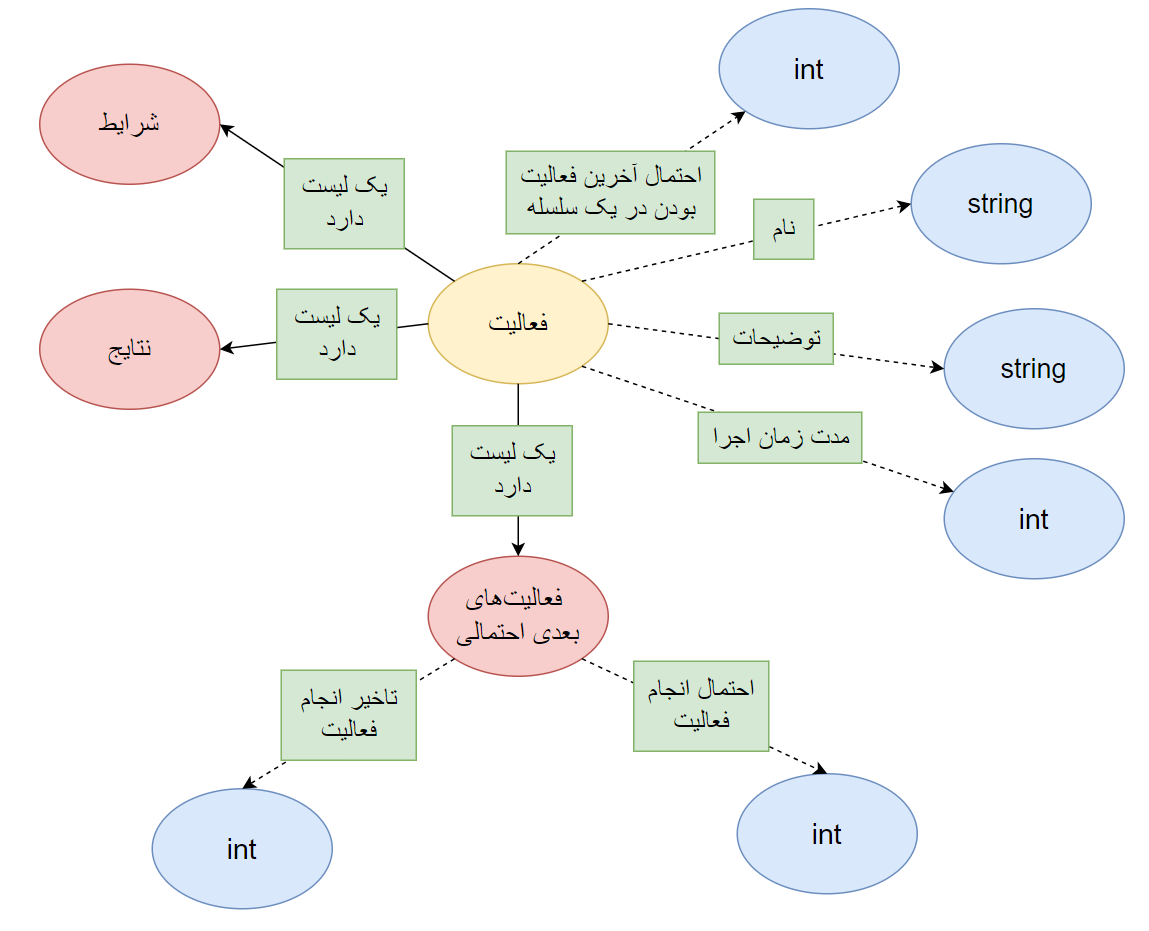 int
شرایط
یک لیست
دارد
احتمال آخرین فعالیت
بودن در یک سلسله
نام
string
فعالیت
یک لیست
دارد
نتایج
توضیحات
string
مدت زمان اجرا
int
یک لیست
دارد
فعالیت‌های
بعدی احتمالی
تاخیر انجام
فعالیت
احتمال انجام
فعالیت
int
int